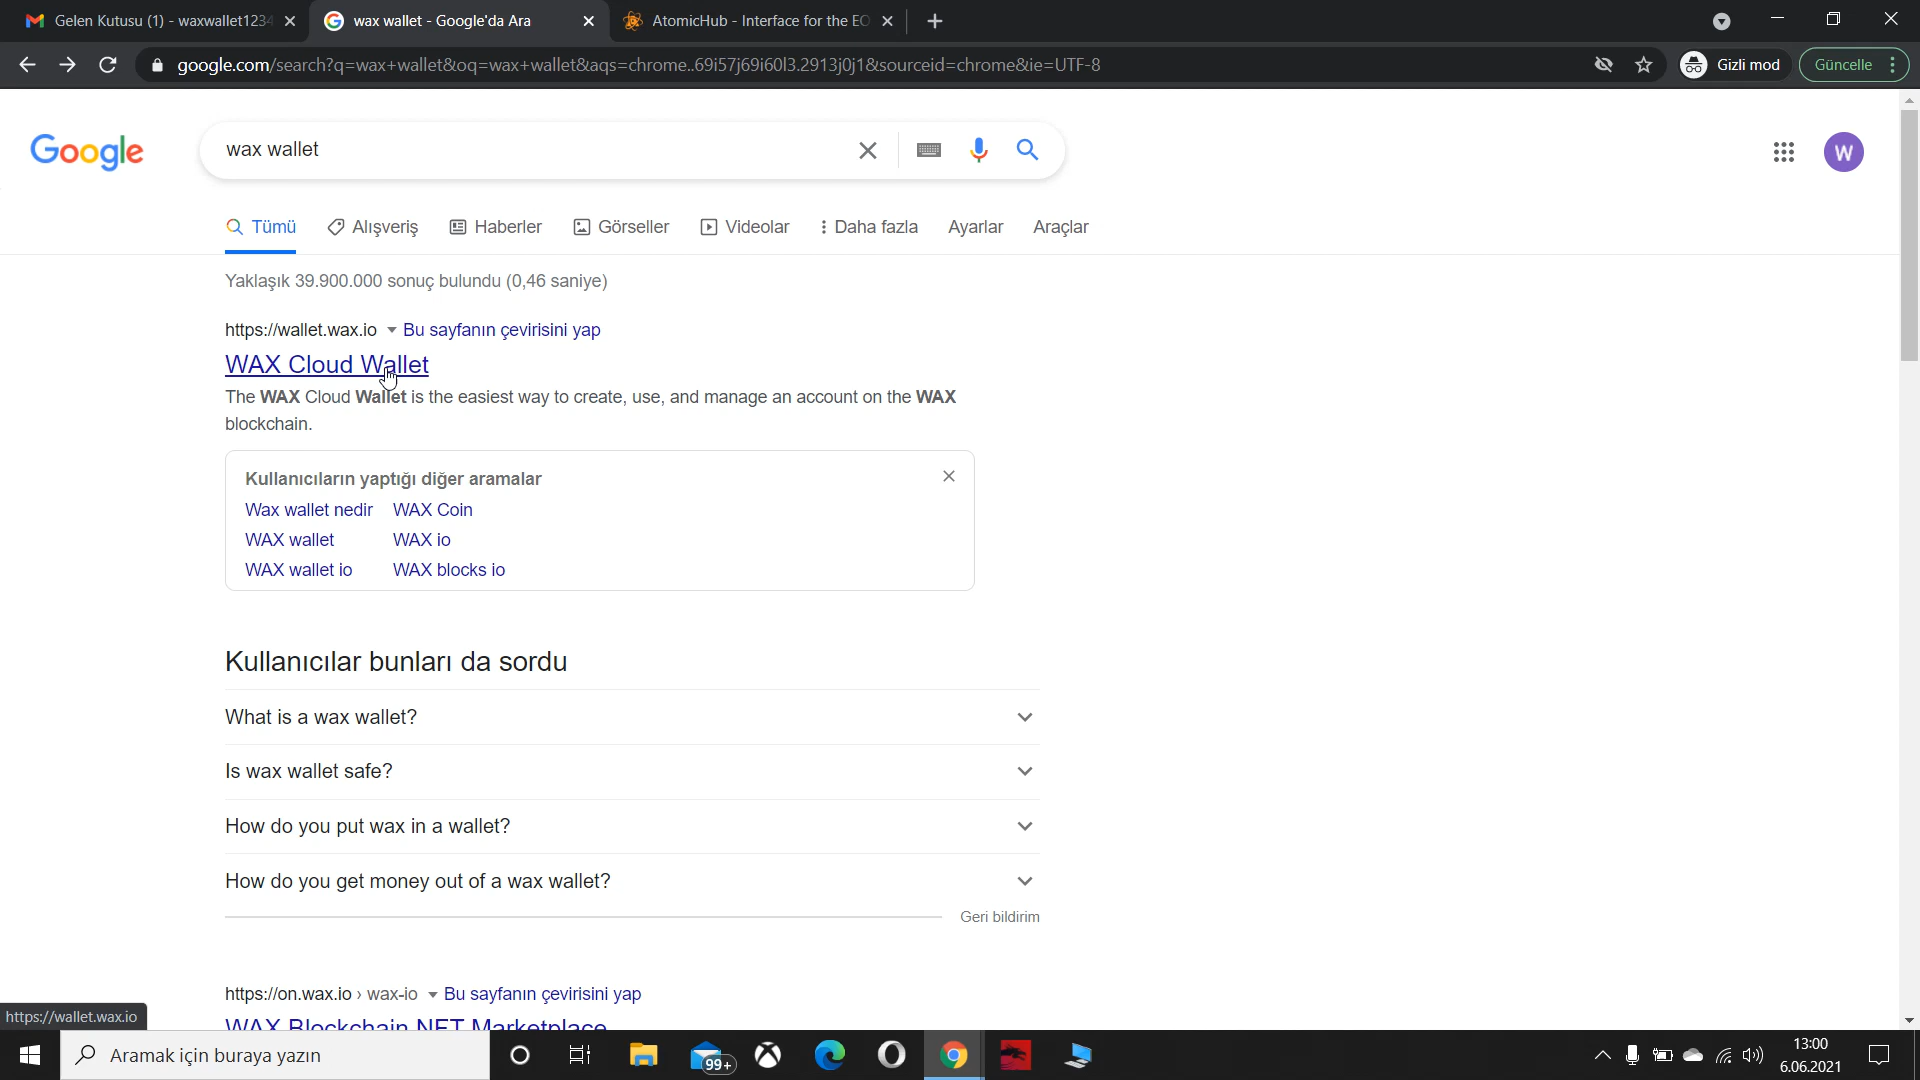 Gelen Kutusu (1) - waxwallet1234
wax wallet - Google'da Ara
AtomicHub - Interface for the EO
google.com/search?q=wax+wallet&oq=wax+wallet&aqs=chrome..69i57j69i60l3.2913j0j1&sourceid=chrome&ie=UTF-8
Gizli mod
Güncelle
Google
wax wallet
W
Tümü Alışveriş Haberler Görseller Videolar Daha fazla Ayarlar Araçlar
Yaklaşık 39.900.000 sonuç bulundu (0,46 saniye)
https://wallet.wax.io Bu sayfanın çevirisini yap
WAX Cloud Wallet
The WAX Cloud Wallet is the easiest way to create, use, and manage an account on the WAX
blockchain.
Kullanıcıların yaptığı diğer aramalar
Wax wallet nedir WAX Coin
WAX wallet WAX io
WAX wallet io WAX blocks io
Kullanıcılar bunları da sordu
What is a wax wallet?
Is wax wallet safe?
How do you put wax in a wallet?
How do you get money out of a wax wallet?
Geri bildirim
https://on.wax.io › wax-io Bu sayfanın çevirisini yap
WAX Blockchain NFT Marketplace
https://wallet.wax.io
Aramak için buraya yazın
99+
13:00
6.06.2021